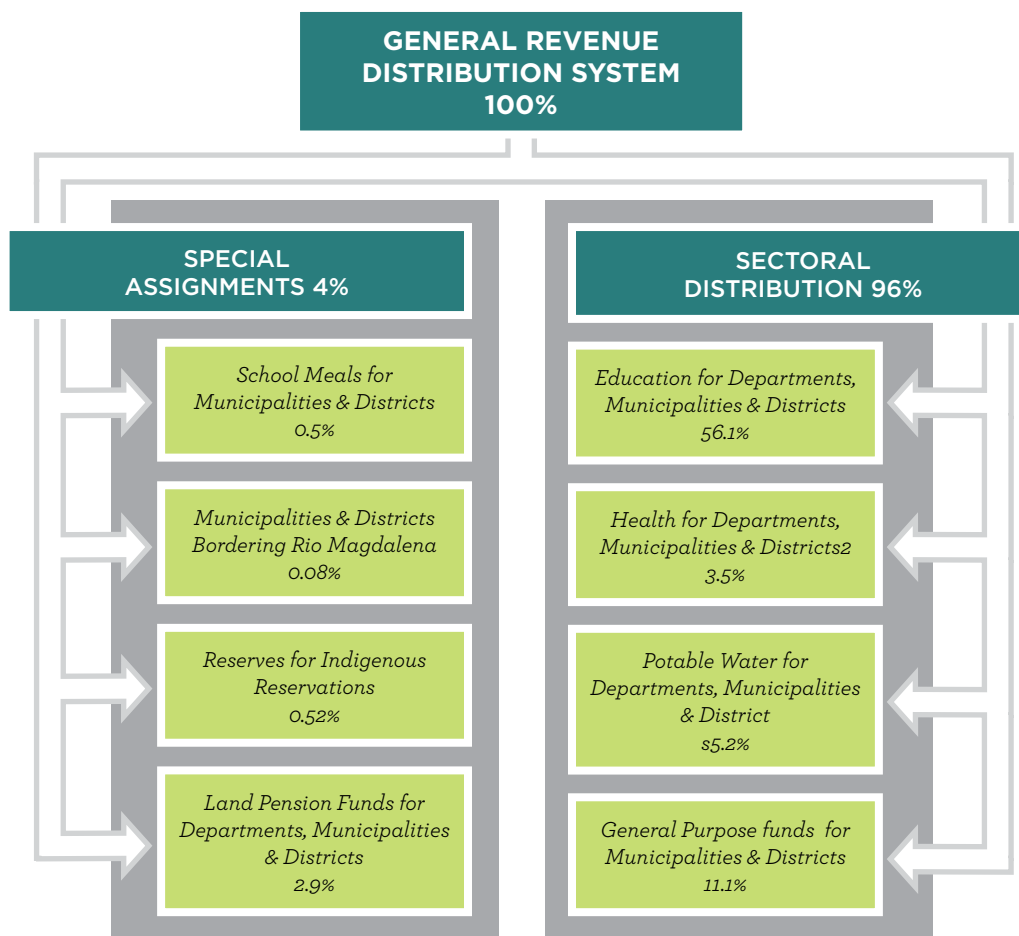 GENERAL REVENUE
DISTRIBUTION SYSTEM
100%
SPECIAL
ASSIGNMENTS 4%
School Meals for
Municipalities & Districts
0.5%
Municipalities & Districts
Bordering Rio Magdalena
0.08%
Reserves for Indigenous
Reservations
0.52%
Land Pension Funds for
Departments, Municipalities
& Districts
2.9%
SECTORAL
DISTRIBUTION 96%
Education for Departments,
Municipalities & Districts
56.1%
Health for Departments,
Municipalities & Districts2
3.5%
Potable Water for
Departments, Municipalities
& District
s5.2%
General Purpose funds for
Municipalities & Districts
11.1%